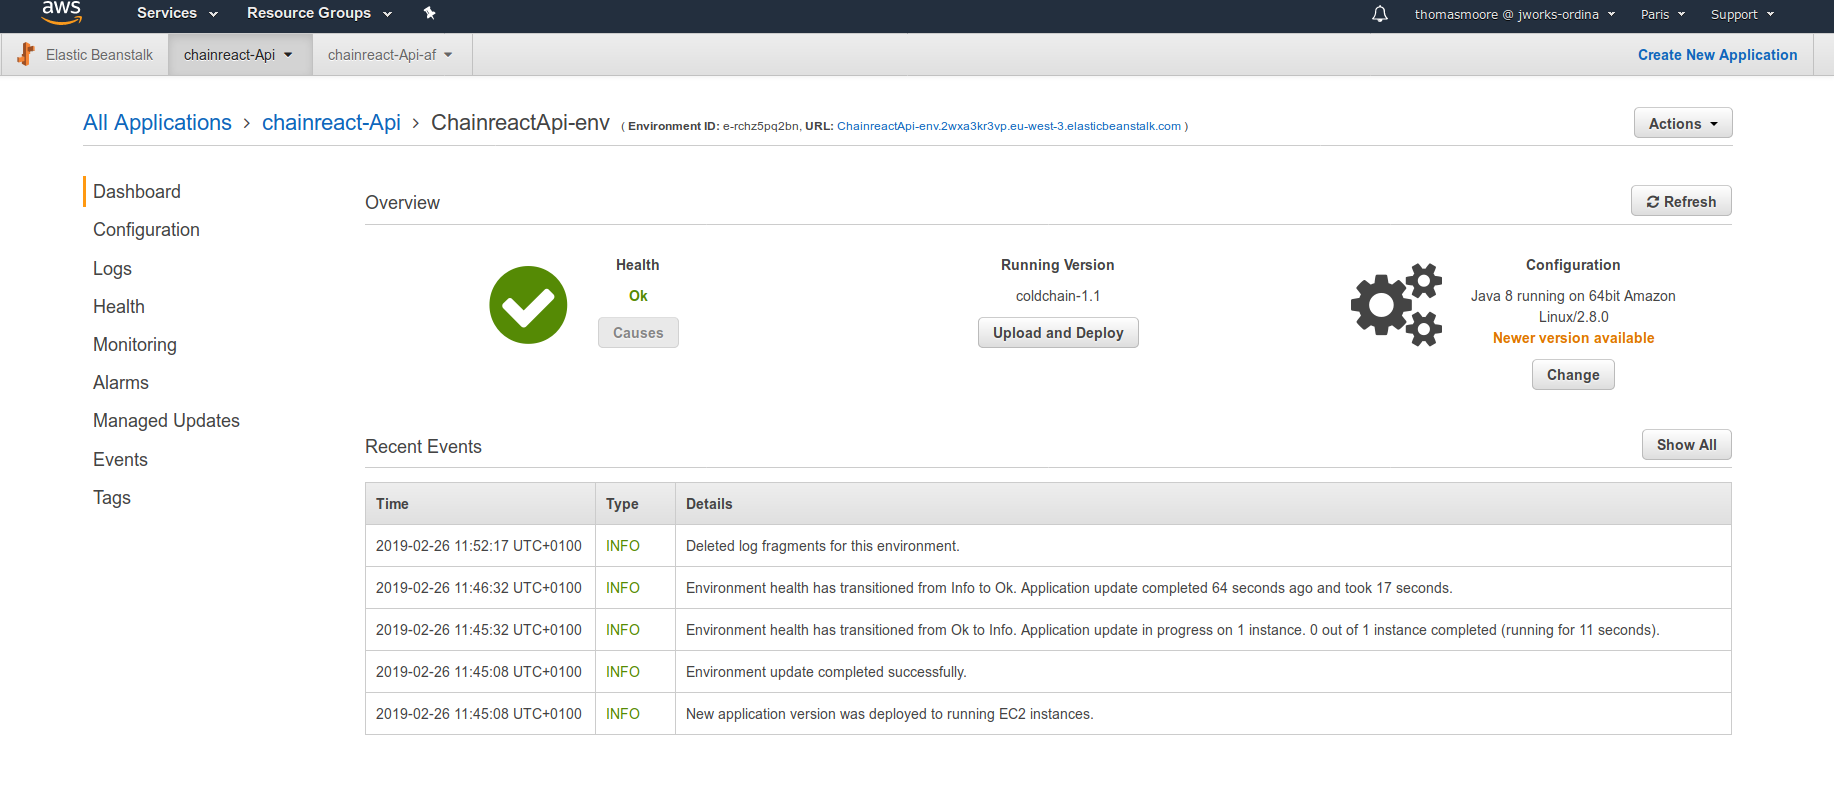 aws Services Resource Groups thomasmoore @ jworks-ordina Paris Support
Elastic Beanstalk chainreact-Api chainreact-Api-af Create New Application
All Applications > chainreact-Api > ChainreactApi-env ( Environment ID: e-rchz5pq2bn, URL: ChainreactApi-env.2wxa3kr3vp.eu-west-3.elasticbeanstalk.com ) Actions
Dashboard
Configuration
Logs
Health
Monitoring
Alarms
Managed Updates
Events
Tags
Overview Refresh
Health
Ok
Causes
Running Version
coldchain-1.1
Upload and Deploy
Configuration
Java 8 running on 64bit Amazon
Linux/2.8.0
Newer version available
Change
Recent Events Show All
Time Type Details
2019-02-26 11:52:17 UTC+0100 INFO Deleted log fragments for this environment.
2019-02-26 11:46:32 UTC+0100 INFO Environment health has transitioned from Info to Ok. Application update completed 64 seconds ago and took 17 seconds.
2019-02-26 11:45:32 UTC+0100 INFO Environment health has transitioned from Ok to Info. Application update in progress on 1 instance. 0 out of 1 instance completed (running for 11 seconds).
2019-02-26 11:45:08 UTC+0100 INFO Environment update completed successfully.
2019-02-26 11:45:08 UTC+0100 INFO New application version was deployed to running EC2 instances.